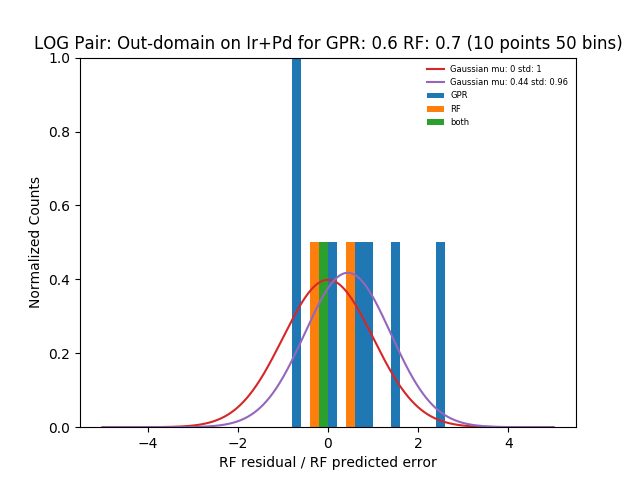 LOG Pair: Out-domain on Ir+Pd for GPR: 0.6 RF: 0.7 (10 points 50 bins)
1.0
0.8
0.6
0.4
0.2
0.0
Normalized Counts
Gaussian mu: 0 std: 1
Gaussian mu: 0.44 std: 0.96
GPR
RF
both
−4
−2
0
2
4
RF residual / RF predicted error